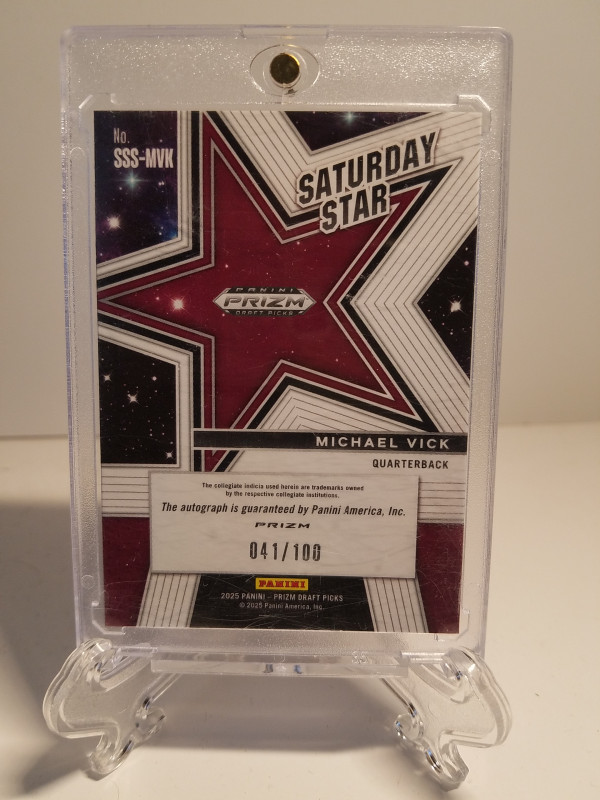 No.
SSS-MVK
SATURDAY
STAR
PANINI
PRIZM
DRAFT PICKS
MICHAEL VICK
QUARTERBACK
The collegiate indicia used herein are trademarks owned
by the respective collegiate institutions.
The autograph is guaranteed by Panini America, Inc.
PRIZM
041/100
PANINI
2025 PANINI - PRIZM DRAFT PICKS
© 2025 Panini America, Inc.